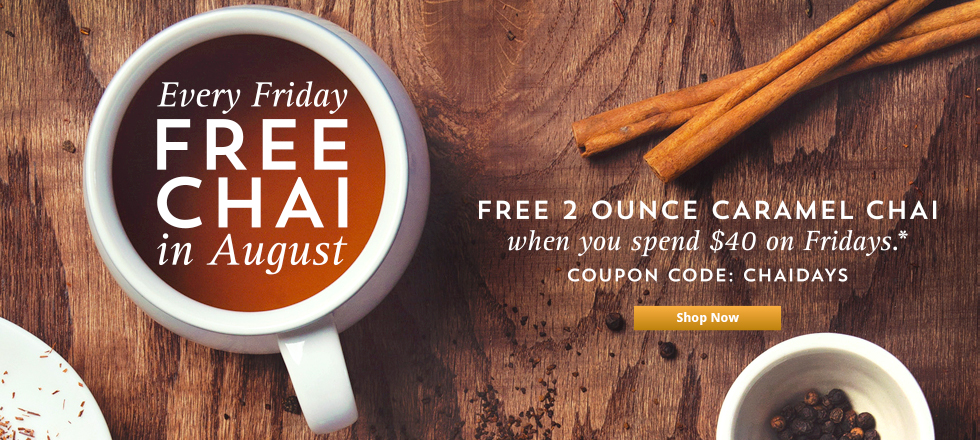 Every Friday
FREE
CHAI
in August
FREE 2 OUNCE CARAMEL CHAI
when you spend $40 on Fridays.*
COUPON CODE: CHAIDAYS
Shop Now